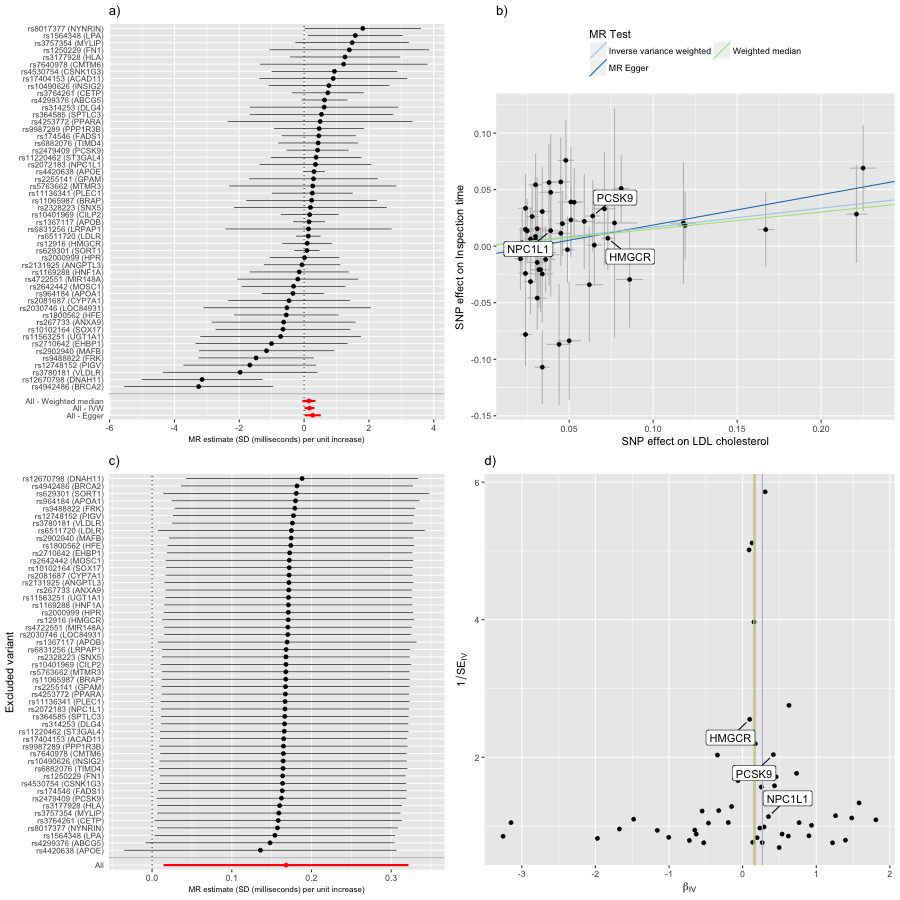 a)
rs8017377 (NYNRIN)
rs1564348 (LPA)
rs3757354 (MYLIP)
rs1250229 (FN1)
rs3177928 (HLA)
rs7640978 (CMTM6)
rs4530754 (CSNK1G3)
rs17404153 (ACAD11)
rs10490626 (INSIG2)
rs3764261 (CETP)
rs4299376 (ABCG5)
rs314253 (DLG4)
rs364585 (SPTLC3)
rs4253772 (PPARA)
rs9987289 (PPP1R3B)
rs174546 (FADS1)
rs6882076 (TIMD4)
rs2479409 (PCSK9)
rs11220462 (ST3GAL4)
rs2072183 (NPC1L1)
rs4420638 (APOE)
rs2255141 (GPAM)
rs5763662 (MTMR3)
rs11136341 (PLEC1)
rs11065987 (BRAP)
rs2328223 (SNX5)
rs10401969 (CILP2)
rs1367117 (APOB)
rs6831256 (LRPAP1)
rs6511720 (LDLR)
rs12916 (HMGCR)
rs629301 (SORT1)
rs2000999 (HPR)
rs2131925 (ANGPTL3)
rs1169288 (HNF1A)
rs4722551 (MIR148A)
rs2642442 (MOSC1)
rs964184 (APOA1)
rs2081687 (CYP7A1)
rs2030746 (LOC84931)
rs1800562 (HFE)
rs267733 (ANXA9)
rs10102164 (SOX17)
rs11563251 (UGT1A1)
rs2710642 (EHBP1)
rs2902940 (MAFB)
rs9488822 (FRK)
rs12748152 (PIGV)
rs3780181 (VLDLR)
rs12670798 (DNAH11)
rs4942486 (BRCA2)
All - Weighted median
All - IVW
All - Egger
-6 -4 -2 0 2 4
MR estimate (SD (milliseconds) per unit increase)
b)
MR Test
Inverse variance weighted
Weighted median
MR Egger
SNP effect on Inspection time
0.10
0.05
0.00
-0.05
-0.10
-0.15
PCSK9
NPC1L1
HMGCR
0.05 0.10 0.15 0.20
SNP effect on LDL cholesterol
c)
Excluded variant
rs12670798 (DNAH11)
rs4942486 (BRCA2)
rs629301 (SORT1)
rs964184 (APOA1)
rs9488822 (FRK)
rs12748152 (PIGV)
rs3780181 (VLDLR)
rs6511720 (LDLR)
rs2902940 (MAFB)
rs1800562 (HFE)
rs2710642 (EHBP1)
rs2642442 (MOSC1)
rs10102164 (SOX17)
rs2081687 (CYP7A1)
rs2131925 (ANGPTL3)
rs267733 (ANXA9)
rs11563251 (UGT1A1)
rs1169288 (HNF1A)
rs2000999 (HPR)
rs12916 (HMGCR)
rs4722551 (MIR148A)
rs2030746 (LOC84931)
rs1367117 (APOB)
rs6831256 (LRPAP1)
rs2328223 (SNX5)
rs10401969 (CILP2)
rs5763662 (MTMR3)
rs11065987 (BRAP)
rs2255141 (GPAM)
rs4253772 (PPARA)
rs11136341 (PLEC1)
rs2072183 (NPC1L1)
rs364585 (SPTLC3)
rs314253 (DLG4)
rs11220462 (ST3GAL4)
rs17404153 (ACAD11)
rs9987289 (PPP1R3B)
rs7640978 (CMTM6)
rs10490626 (INSIG2)
rs6882076 (TIMD4)
rs1250229 (FN1)
rs4530754 (CSNK1G3)
rs174546 (FADS1)
rs2479409 (PCSK9)
rs3177928 (HLA)
rs3757354 (MYLIP)
rs3764261 (CETP)
rs8017377 (NYNRIN)
rs1564348 (LPA)
rs4299376 (ABCG5)
rs4420638 (APOE)
All
0.0 0.1 0.2 0.3
MR estimate (SD (milliseconds) per unit increase)
d)
1/SE_IV
6
4
2
HMGCR
PCSK9
NPC1L1
-3 -2 -1 0 1 2
β_IV